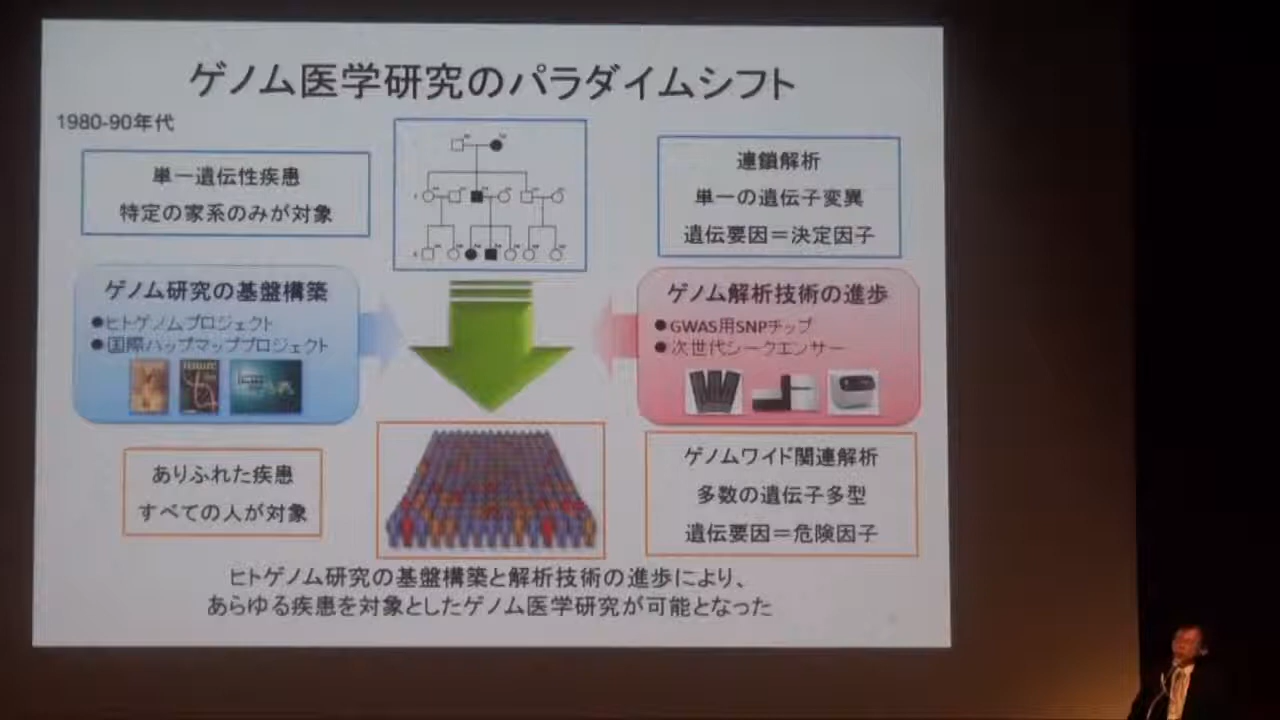 ゲノム医学研究のパラダイムシフト
1980-90年代
単一遺伝性疾患
特定の家系のみが対象
連鎖解析
単一の遺伝子変異
遺伝要因＝決定因子
ゲノム研究の基盤構築
●ヒトゲノムプロジェクト
●国際ハップマッププロジェクト
ゲノム解析技術の進歩
●GWAS用SNPチップ
●次世代シークエンサー
ありふれた疾患
すべての人が対象
ゲノムワイド関連解析
多数の遺伝子多型
遺伝要因＝危険因子
ヒトゲノム研究の基盤構築と解析技術の進歩により、
あらゆる疾患を対象としたゲノム医学研究が可能となった